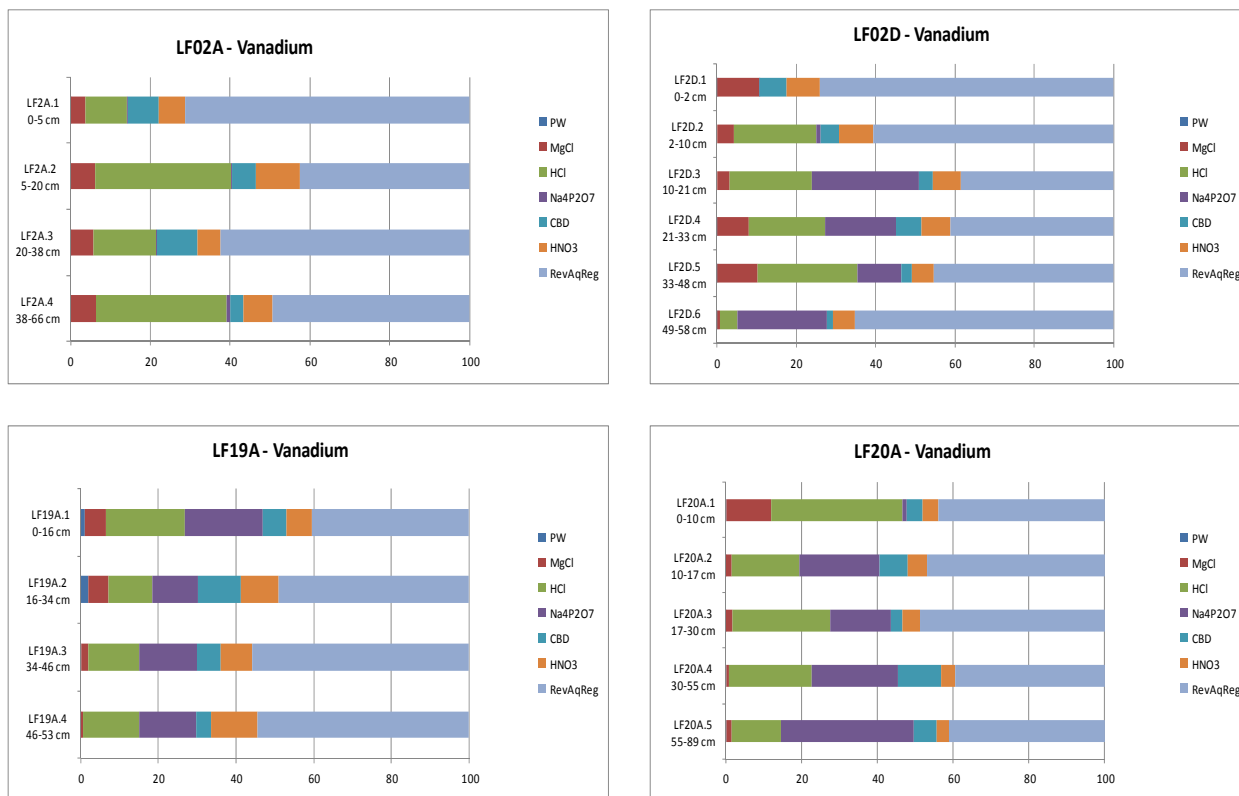 LF02A - Vanadium
LF2A.1
0-5 cm
LF2A.2
5-20 cm
LF2A.3
20-38 cm
LF2A.4
38-66 cm
0 20 40 60 80 100
PW
MgCl
HCl
Na4P2O7
CBD
HNO3
RevAqReg
LF02D - Vanadium
LF2D.1
0-2 cm
LF2D.2
2-10 cm
LF2D.3
10-21 cm
LF2D.4
21-33 cm
LF2D.5
33-48 cm
LF2D.6
49-58 cm
0 20 40 60 80 100
PW
MgCl
HCl
Na4P2O7
CBD
HNO3
RevAqReg
LF19A - Vanadium
LF19A.1
0-16 cm
LF19A.2
16-34 cm
LF19A.3
34-46 cm
LF19A.4
46-53 cm
0 20 40 60 80 100
PW
MgCl
HCl
Na4P2O7
CBD
HNO3
RevAqReg
LF20A - Vanadium
LF20A.1
0-10 cm
LF20A.2
10-17 cm
LF20A.3
17-30 cm
LF20A.4
30-55 cm
LF20A.5
55-89 cm
0 20 40 60 80 100
PW
MgCl
HCl
Na4P2O7
CBD
HNO3
RevAqReg